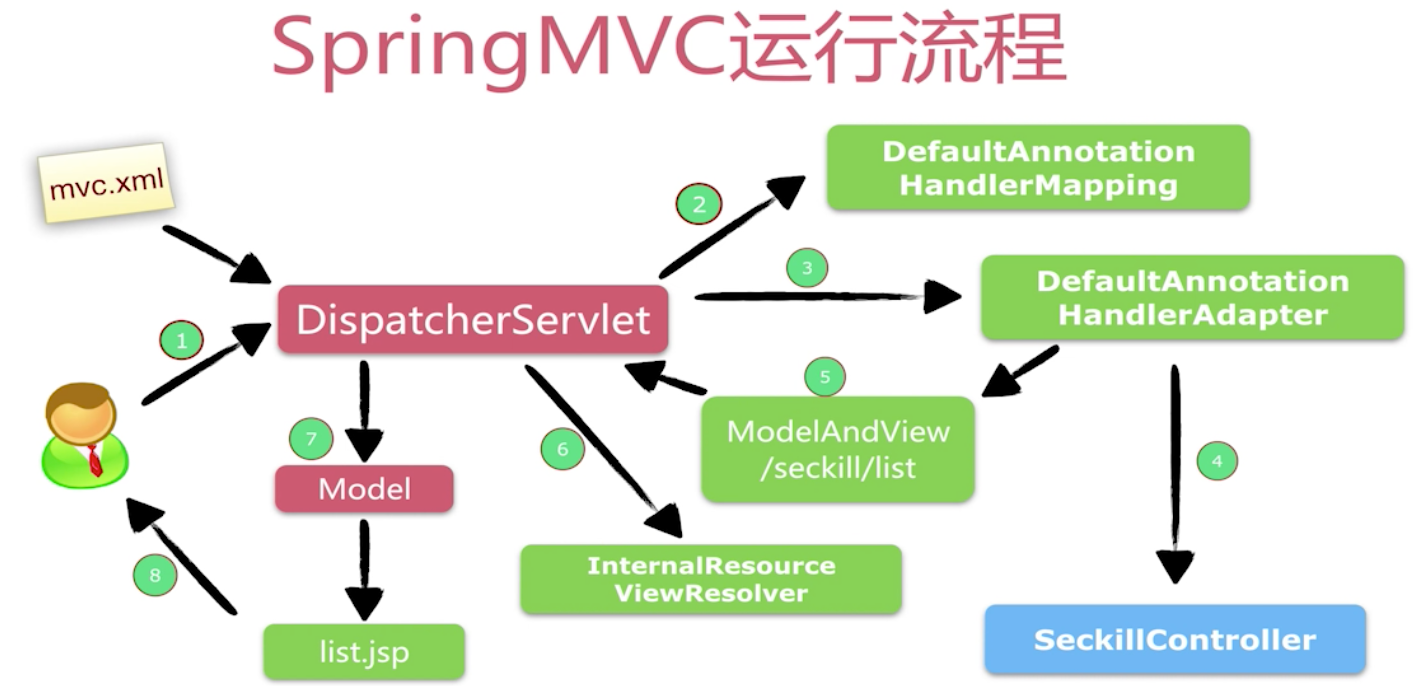 SpringMVC运行流程
mvc.xml
DefaultAnnotation
HandlerMapping
2
3
DefaultAnnotation
HandlerAdapter
DispatcherServlet
1
5
ModelAndView
/seckill/list
7
6
4
Model
InternalResource
ViewResolver
8
list.jsp
SeckillController